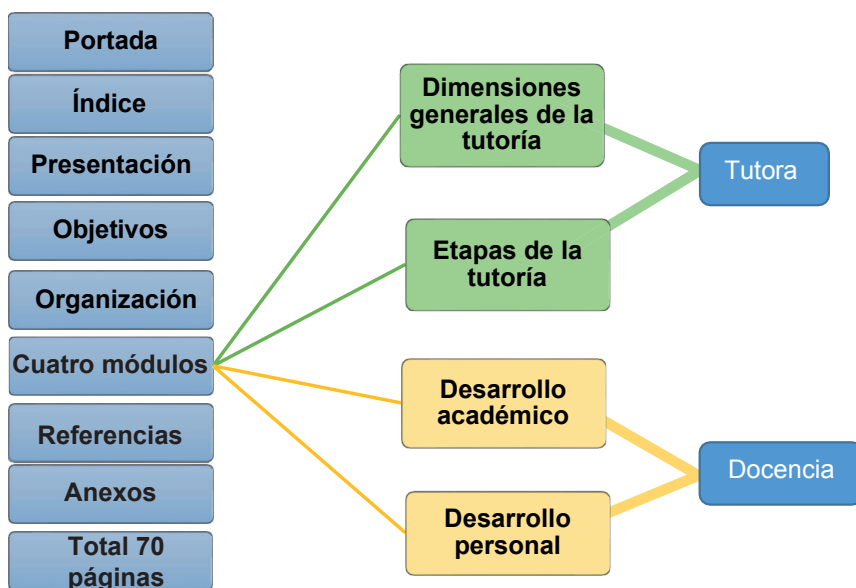 Portada
Índice
Presentación
Objetivos
Organización
Cuatro módulos
Referencias
Anexos
Total 70
páginas
Dimensiones
generales de la
tutoría
Etapas de la
tutoría
Desarrollo
académico
Desarrollo
personal
Tutora
Docencia